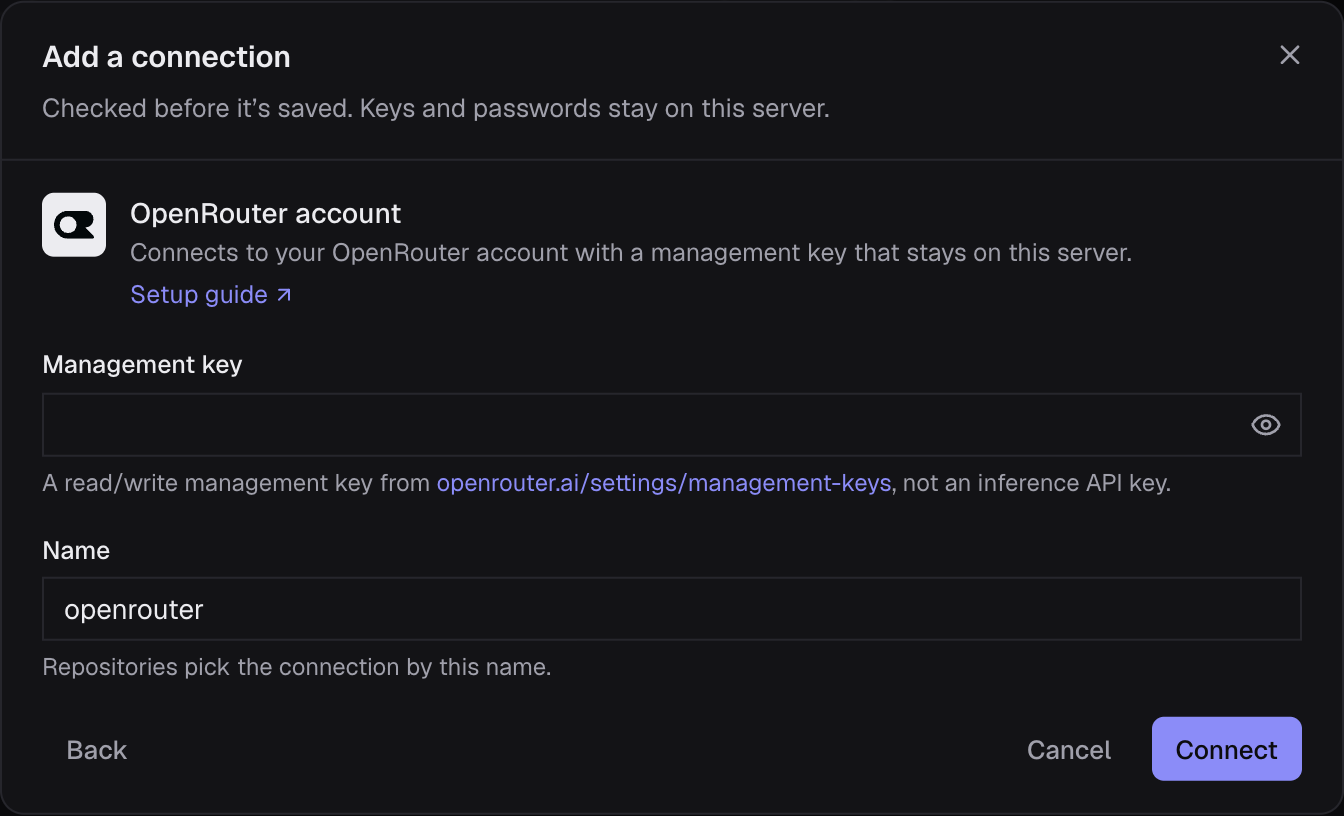 Add a connection
Checked before it’s saved. Keys and passwords stay on this server.
OpenRouter account
Connects to your OpenRouter account with a management key that stays on this server.
Setup guide ↗
Management key
A read/write management key from openrouter.ai/settings/management-keys, not an inference API key.
Name
openrouter
Repositories pick the connection by this name.
Back
Cancel
Connect